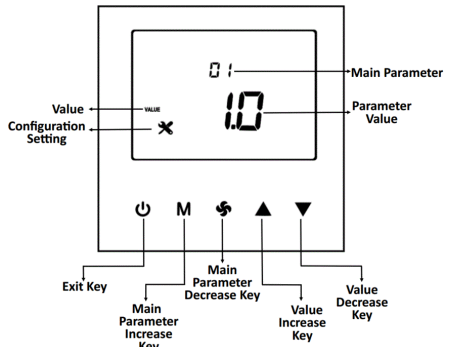 01
Main Parameter
Value
VALUE
1.0
Parameter
Value
Configuration
Setting
M
Exit Key
Main
Parameter
Increase
Key
Main
Parameter
Decrease Key
Value
Increase
Key
Value
Decrease
Key